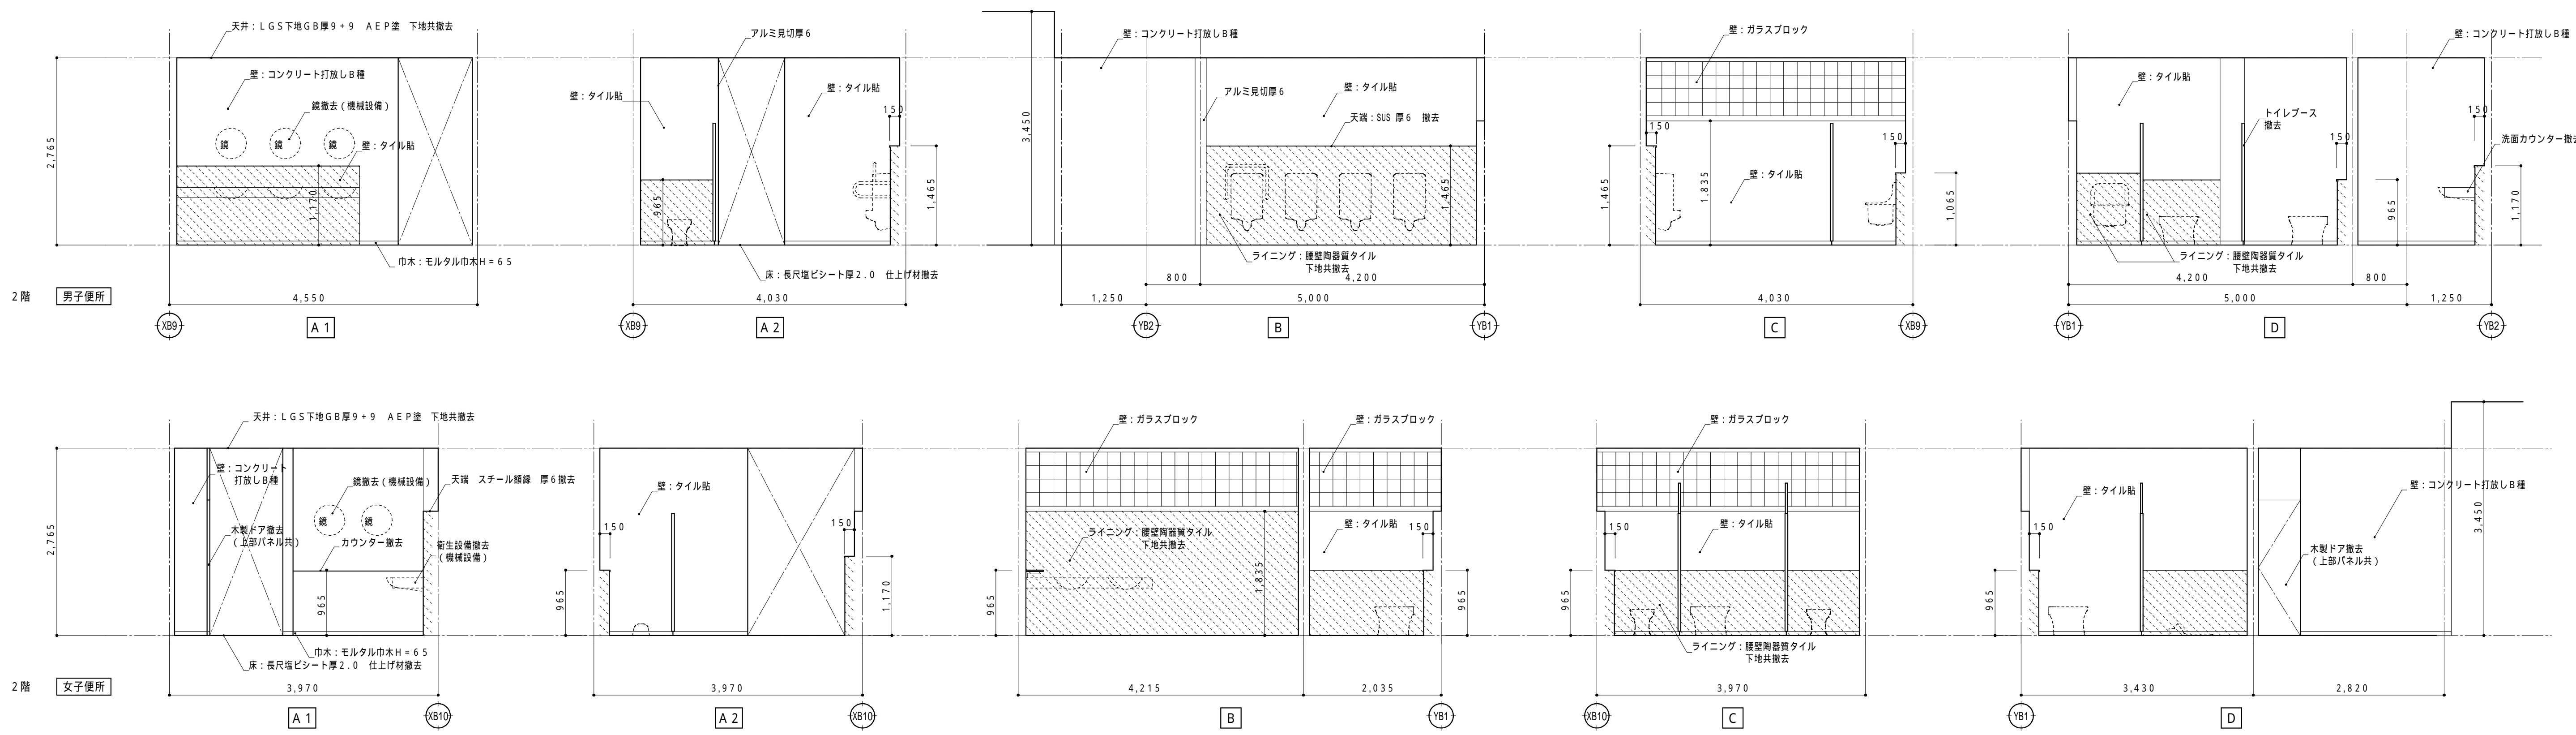 天井：ＬＧＳ下地ＧＢ厚９＋９　ＡＥＰ塗　下地共撤去
壁：コンクリート打放しＢ種
鏡撤去（機械設備）
鏡
鏡
鏡
壁：タイル貼
2,765
1,170
巾木：モルタル巾木Ｈ＝６５
4,550
２階
男子便所
XB9
A 1
アルミ見切厚６
壁：タイル貼
壁：タイル貼
150
965
1,465
床：長尺塩ビシート厚２.０　仕上げ材撤去
4,030
XB9
A 2
3,450
壁：コンクリート打放しＢ種
アルミ見切厚６
壁：タイル貼
天端：SUS 厚６　撤去
1,465
ライニング：腰壁陶器質タイル
下地共撤去
800
4,200
1,250
5,000
YB2
B
YB1
壁：ガラスブロック
150
150
1,465
1,835
壁：タイル貼
1,065
4,030
C
XB9
壁：コンクリート打放しＢ種
壁：タイル貼
トイレブース
撤去
150
150
洗面カウンター撤去
965
1,170
ライニング：腰壁陶器質タイル
下地共撤去
4,200
800
5,000
1,250
YB1
D
YB2
天井：ＬＧＳ下地ＧＢ厚９＋９　ＡＥＰ塗　下地共撤去
壁：コンクリート
打放しＢ種
鏡撤去（機械設備）
天端　スチール額縁　厚６撤去
鏡
鏡
木製ドア撤去
（上部パネル共）
カウンター撤去
衛生設備撤去
（機械設備）
2,765
965
巾木：モルタル巾木Ｈ＝６５
床：長尺塩ビシート厚２.０　仕上げ材撤去
２階
女子便所
3,970
A 1
XB10
壁：タイル貼
150
150
965
1,170
3,970
A 2
XB10
壁：ガラスブロック
壁：ガラスブロック
ライニング：腰壁陶器質タイル
下地共撤去
壁：タイル貼
150
965
1,835
965
4,215
2,035
B
YB1
壁：ガラスブロック
150
壁：タイル貼
965
ライニング：腰壁陶器質タイル
下地共撤去
3,970
XB10
C
壁：タイル貼
150
壁：コンクリート打放しＢ種
3,450
木製ドア撤去
（上部パネル共）
965
3,430
2,820
YB1
D